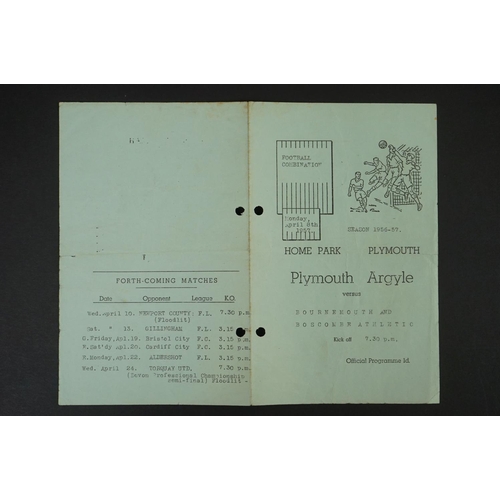 FORTH-COMING MATCHES
Date Opponent League K.O.
Wed. April 10. NEWPORT COUNTY: F.L. 7.30 p.m.
(Floodlit)
Sat. " 13. GILLINGHAM F.L. 3.15 p.m.
G.Friday, Apl.19. Bristol City F.C. 3.15 p.m.
E.Sat'dy Apl.20. Cardiff City F.C. 3.15 p.m.
E.Monday, Apl.22. ALDERSHOT F.L. 3.15 p.m.
Wed. April 24. TORQUAY UTD. 7.30 p.m.
(Devon Professional Championship
semi-final) Floodlit -
FOOTBALL
COMBINATION
Monday,
April 8th
SEASON 1956-57.
HOME PARK PLYMOUTH
Plymouth Argyle
versus
BOURNEMOUTH AND
BOSCOMBE ATHLETIC
Kick off 7.30 p.m.
Official Programme 1d.